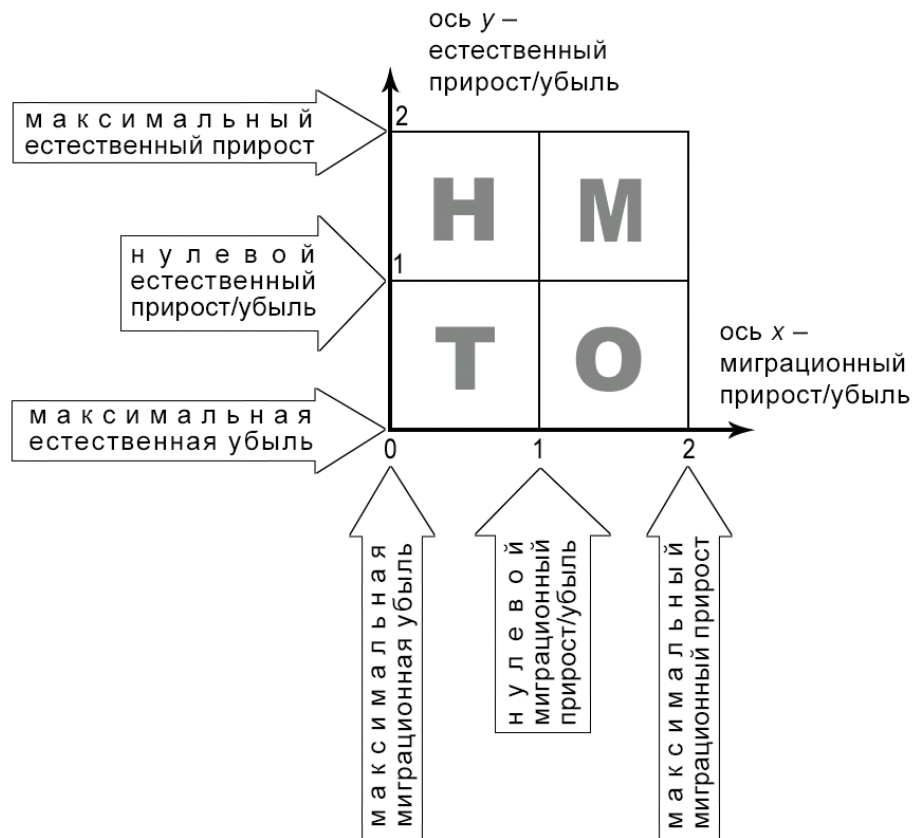 ось y –
естественный
прирост/убыль
максимальный
естественный прирост
2
Н М
нулевой
естественный
прирост/убыль
1
Т О
ось x –
миграционный
прирост/убыль
максимальная
естественная убыль
0 1 2
максимальная
миграционная убыль
нулевой
миграционный
прирост/убыль
максимальный
миграционный прирост